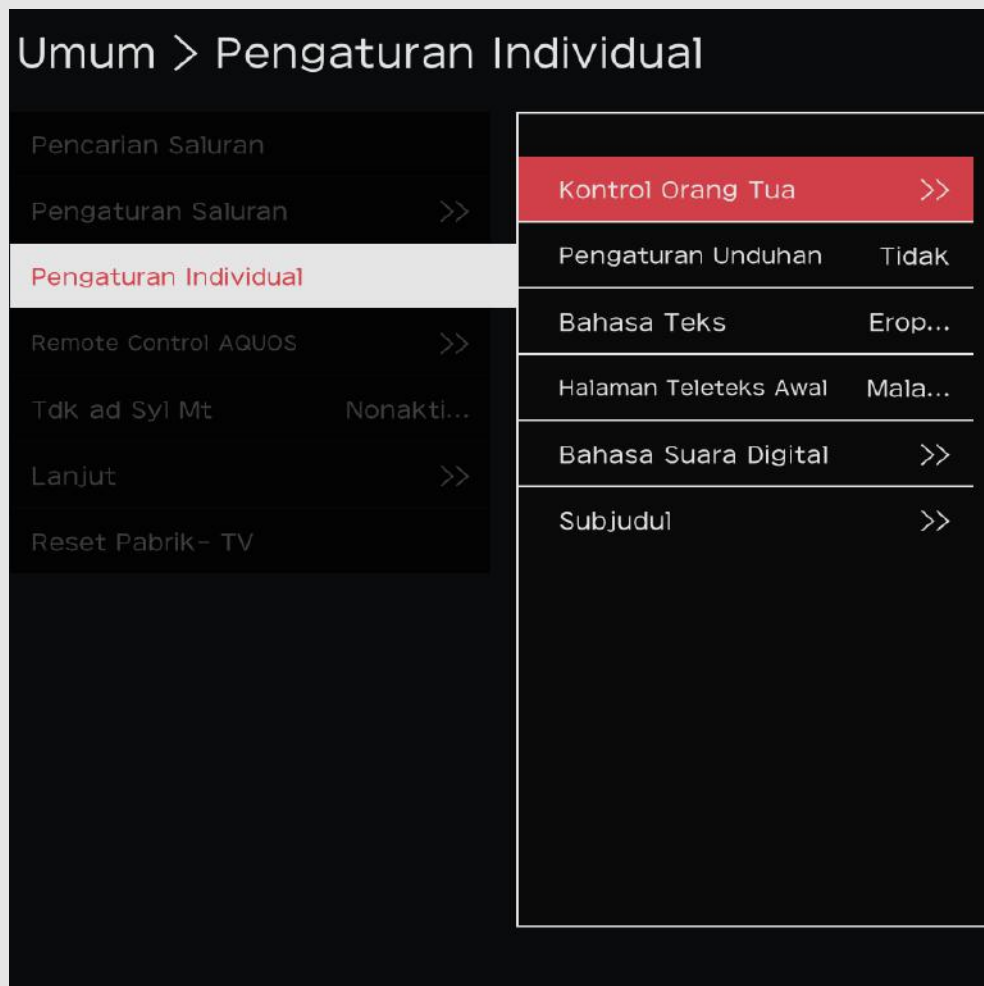 Umum > Pengaturan Individual
Pencarian Saluran
Pengaturan Saluran >>
Pengaturan Individual
Remote Control AQUOS >>
Tdk ad Syl Mt Nonakti...
Lanjut >>
Reset Pabrik- TV
Kontrol Orang Tua >>
Pengaturan Unduhan Tidak
Bahasa Teks Erop...
Halaman Teleteks Awal Mala...
Bahasa Suara Digital >>
Subjudul >>